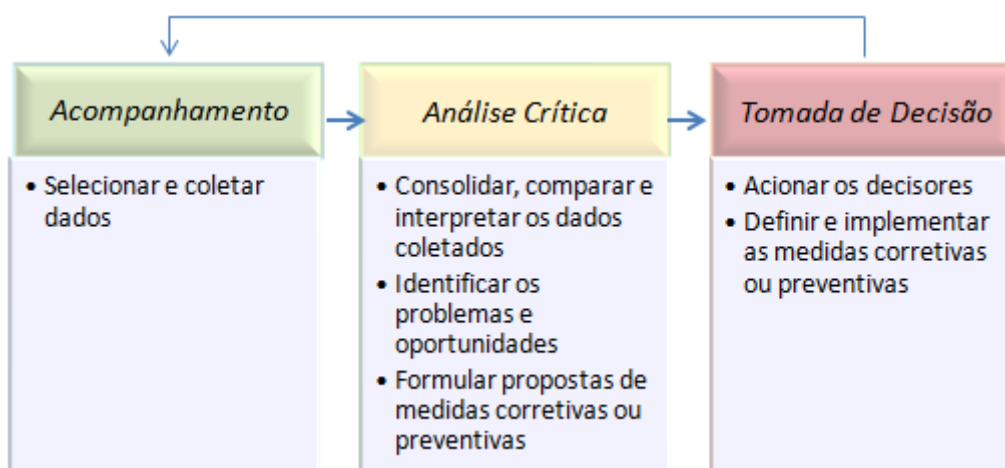 Acompanhamento
• Selecionar e coletar
dados
Análise Crítica
• Consolidar, comparar e
interpretar os dados
coletados
• Identificar os
problemas e
oportunidades
• Formular propostas de
medidas corretivas ou
preventivas
Tomada de Decisão
• Acionar os decisores
• Definir e implementar
as medidas corretivas
ou preventivas